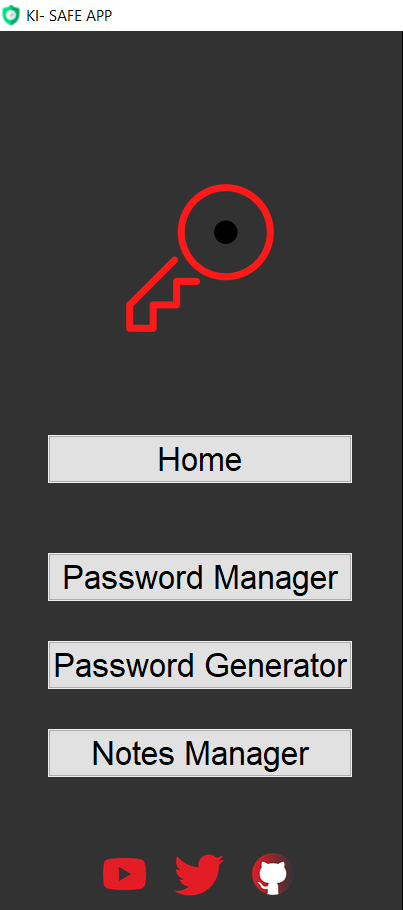 KI- SAFE APP
Home
Password Manager
Password Generator
Notes Manager